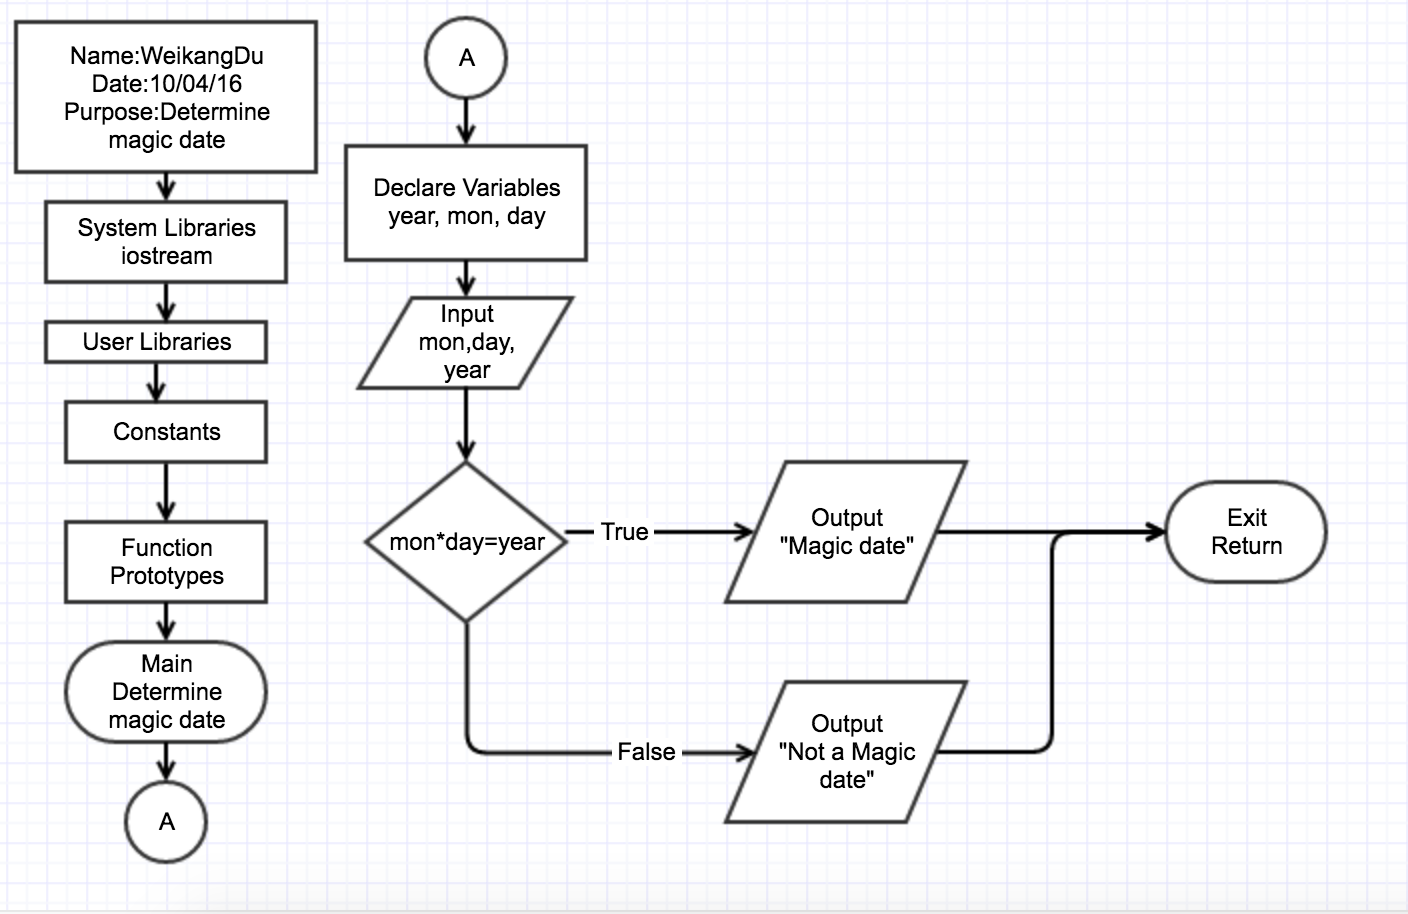 Name:WeikangDu
Date:10/04/16
Purpose:Determine
magic date
System Libraries
iostream
User Libraries
Constants
Function
Prototypes
Main
Determine
magic date
A
A
Declare Variables
year, mon, day
Input
mon,day,
year
mon*day=year
True
Output
"Magic date"
False
Output
"Not a Magic
date"
Exit
Return